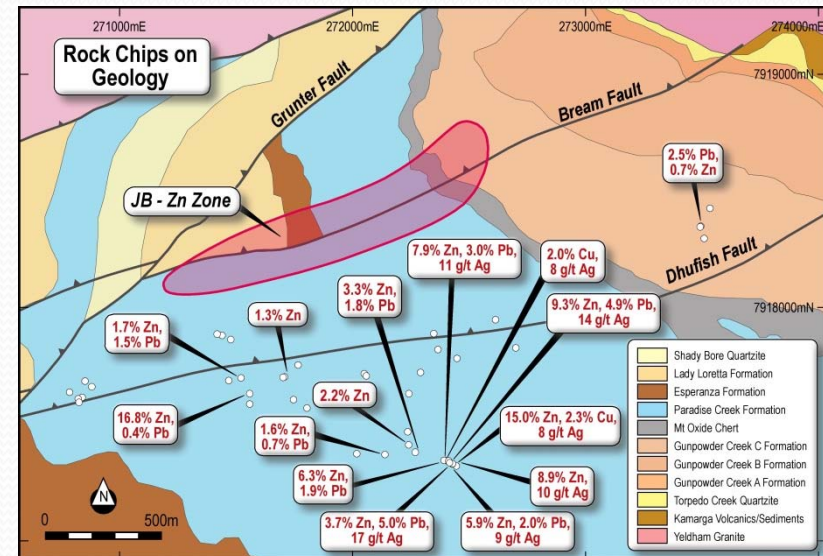 271000mE
272000mE
273000mE
274000mE
Rock Chips on
Geology
7919000mN
Grunter Fault
Bream Fault
2.5% Pb,
0.7% Zn
JB - Zn Zone
Dhufish Fault
7.9% Zn, 3.0% Pb,
11 g/t Ag
2.0% Cu,
8 g/t Ag
3.3% Zn,
1.8% Pb
9.3% Zn, 4.9% Pb,
14 g/t Ag
7918000mN
1.7% Zn,
1.5% Pb
1.3% Zn
2.2% Zn
16.8% Zn,
0.4% Pb
1.6% Zn,
0.7% Pb
15.0% Zn, 2.3% Cu,
8 g/t Ag
6.3% Zn,
1.9% Pb
8.9% Zn,
10 g/t Ag
3.7% Zn, 5.0% Pb,
17 g/t Ag
5.9% Zn, 2.0% Pb,
9 g/t Ag
Shady Bore Quartzite
Lady Loretta Formation
Esperanza Formation
Paradise Creek Formation
Mt Oxide Chert
Gunpowder Creek C Formation
Gunpowder Creek B Formation
Gunpowder Creek A Formation
Torpedo Creek Quartzite
Kamarga Volcanics/Sediments
Yeldham Granite
N
0
500m